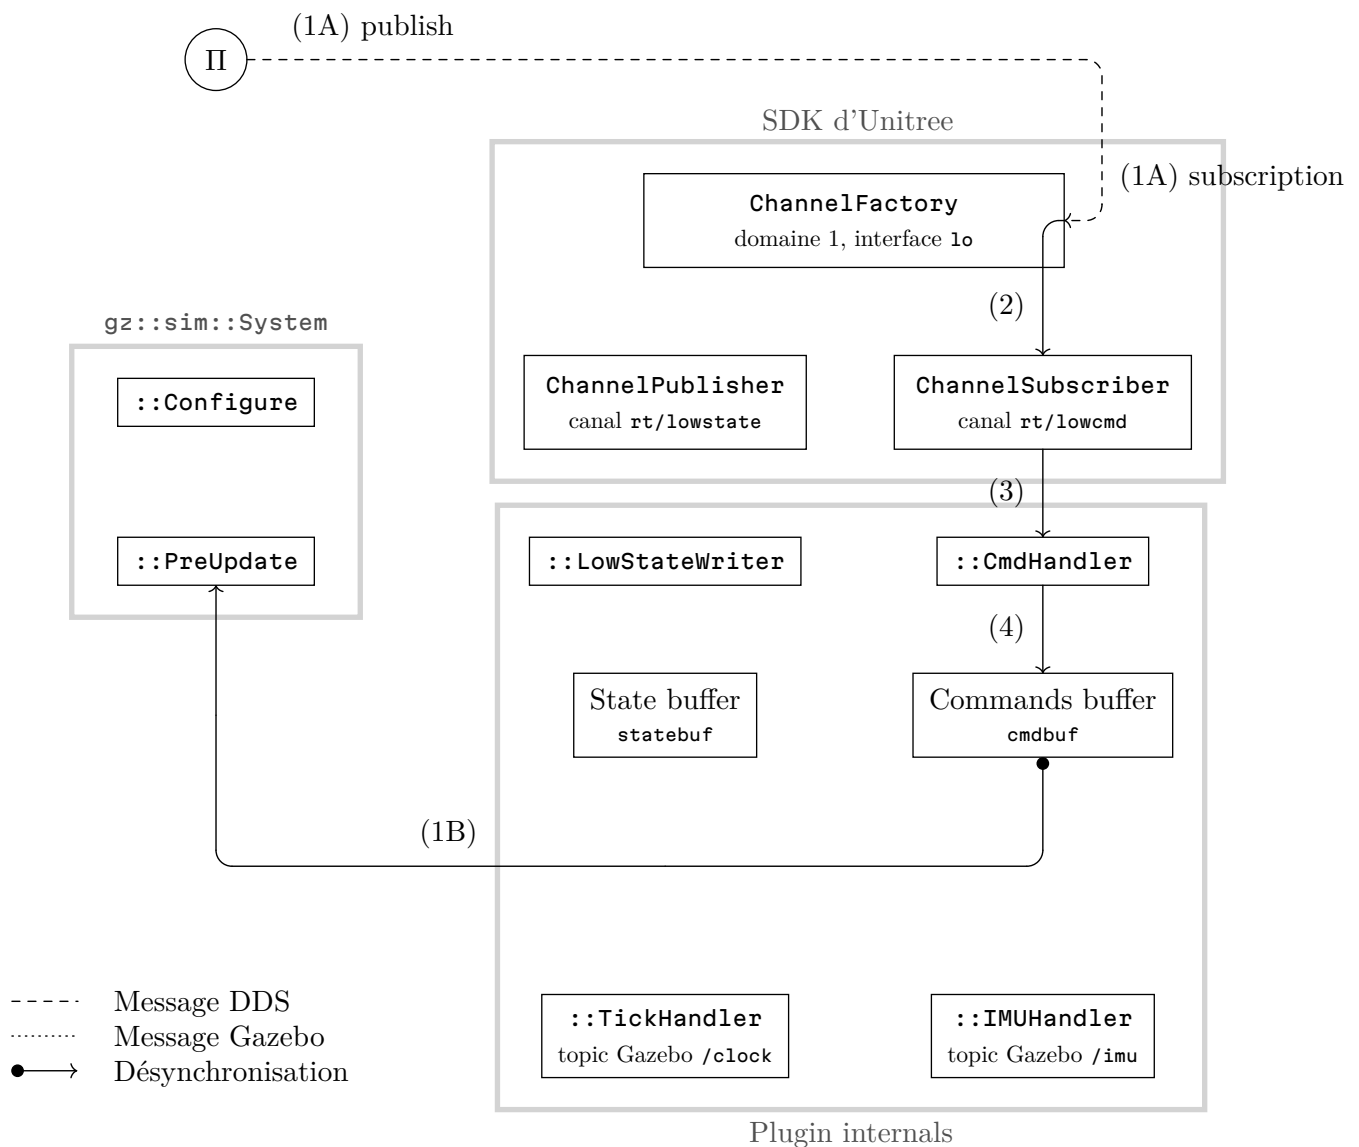 (1A) publish
Π
SDK d'Unitree
(1A) subscription
ChannelFactory
domaine 1, interface lo
(2)
gz::sim::System
::Configure
ChannelPublisher
canal rt/lowstate
ChannelSubscriber
canal rt/lowcmd
(3)
::PreUpdate
::LowStateWriter
::CmdHandler
(4)
State buffer
statebuf
Commands buffer
cmdbuf
(1B)
Message DDS
Message Gazebo
Désynchronisation
::TickHandler
topic Gazebo /clock
::IMUHandler
topic Gazebo /imu
Plugin internals